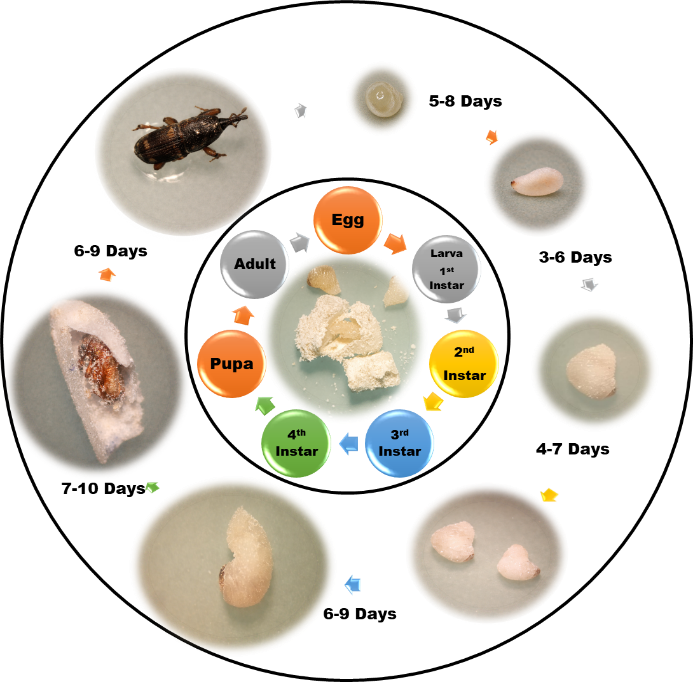 5-8 Days
3-6 Days
4-7 Days
6-9 Days
7-10 Days
6-9 Days
Egg
Larva
1st
Instar
2nd
Instar
3rd
Instar
4th
Instar
Pupa
Adult